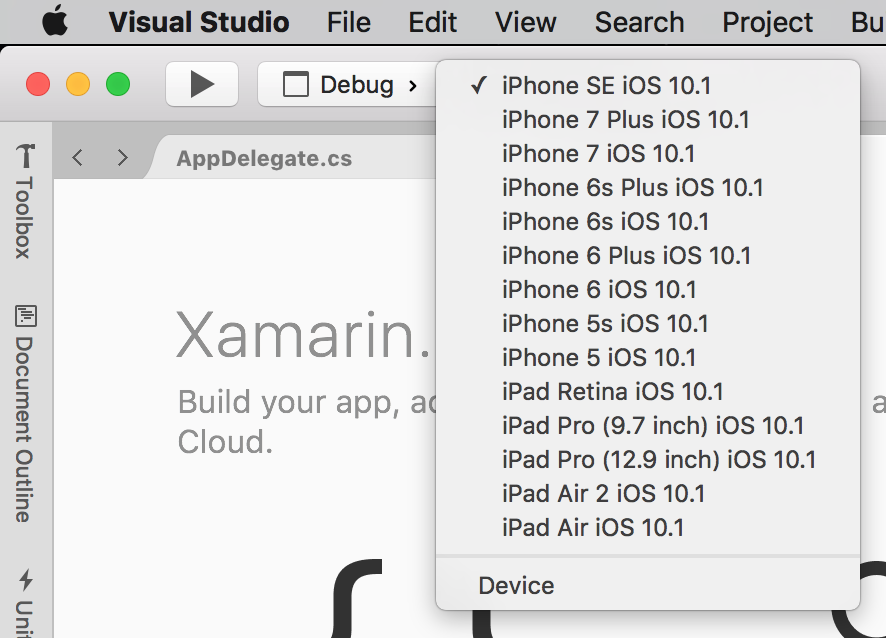 Visual Studio File Edit View Search Project Bu
Debug
iPhone SE iOS 10.1
iPhone 7 Plus iOS 10.1
iPhone 7 iOS 10.1
iPhone 6s Plus iOS 10.1
iPhone 6s iOS 10.1
iPhone 6 Plus iOS 10.1
iPhone 6 iOS 10.1
iPhone 5s iOS 10.1
iPhone 5 iOS 10.1
iPad Retina iOS 10.1
iPad Pro (9.7 inch) iOS 10.1
iPad Pro (12.9 inch) iOS 10.1
iPad Air 2 iOS 10.1
iPad Air iOS 10.1
Device
AppDelegate.cs
Toolbox
Document Outline
Unit
Xamarin.
Build your app, ad a
Cloud.